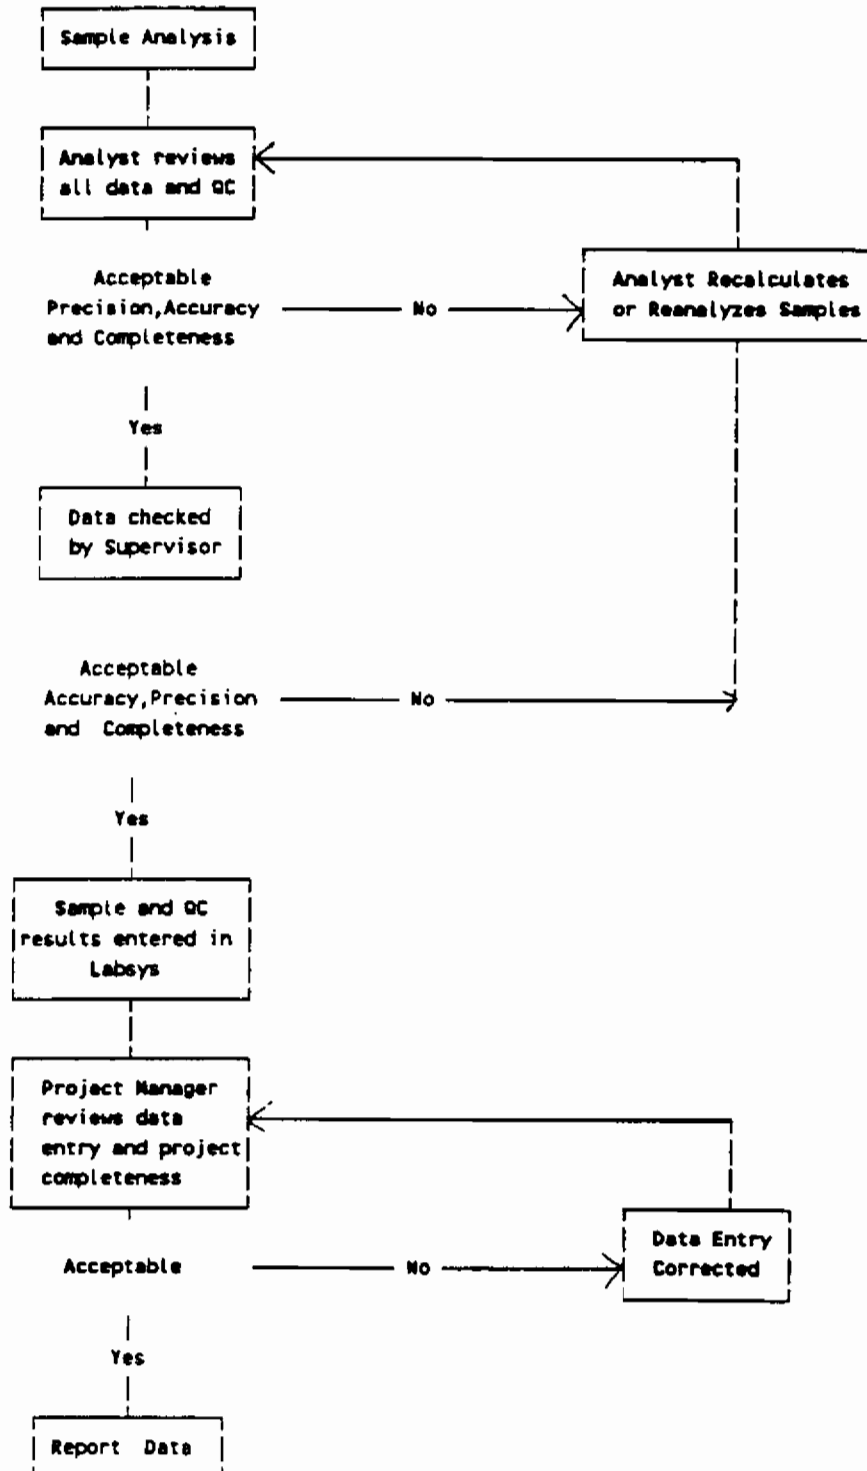 Sample Analysis
Analyst reviews
all data and QC
Acceptable
Precision,Accuracy
and Completeness
No
Analyst Recalculates
or Reanalyzes Samples
Yes
Data checked
by Supervisor
Acceptable
Accuracy,Precision
and Completeness
No
Yes
Sample and QC
results entered in
Labsys
Project Manager
reviews data
entry and project
completeness
Acceptable
No
Data Entry
Corrected
Yes
Report Data